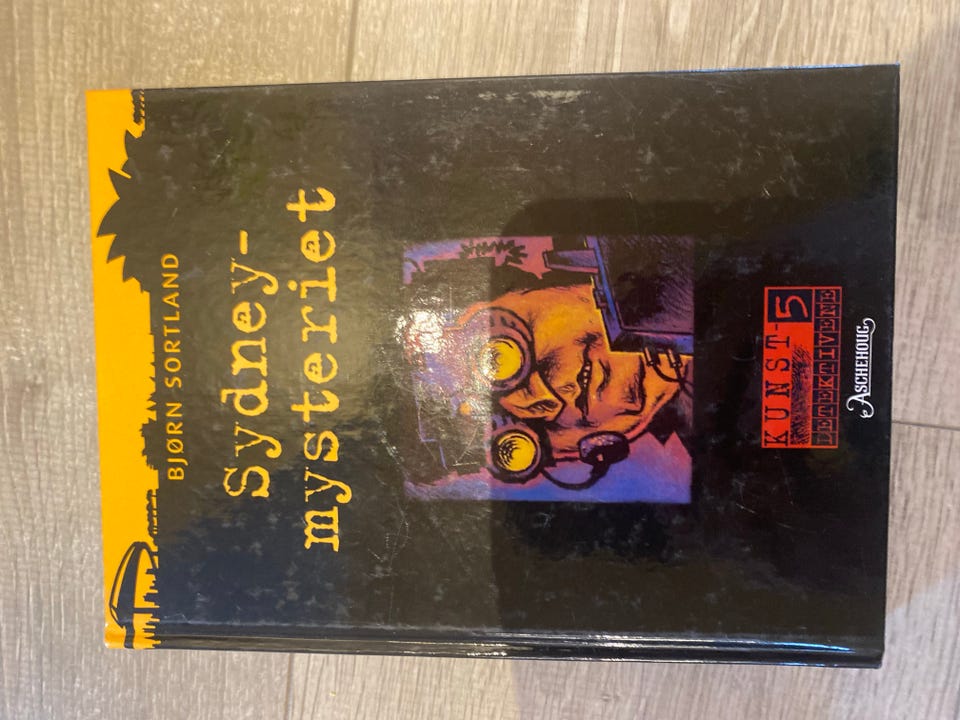 BJØRN SORTLAND
Sydney-
mysteriet
KUNST-
5
DETEKTIVENE
ASCHEHOUG